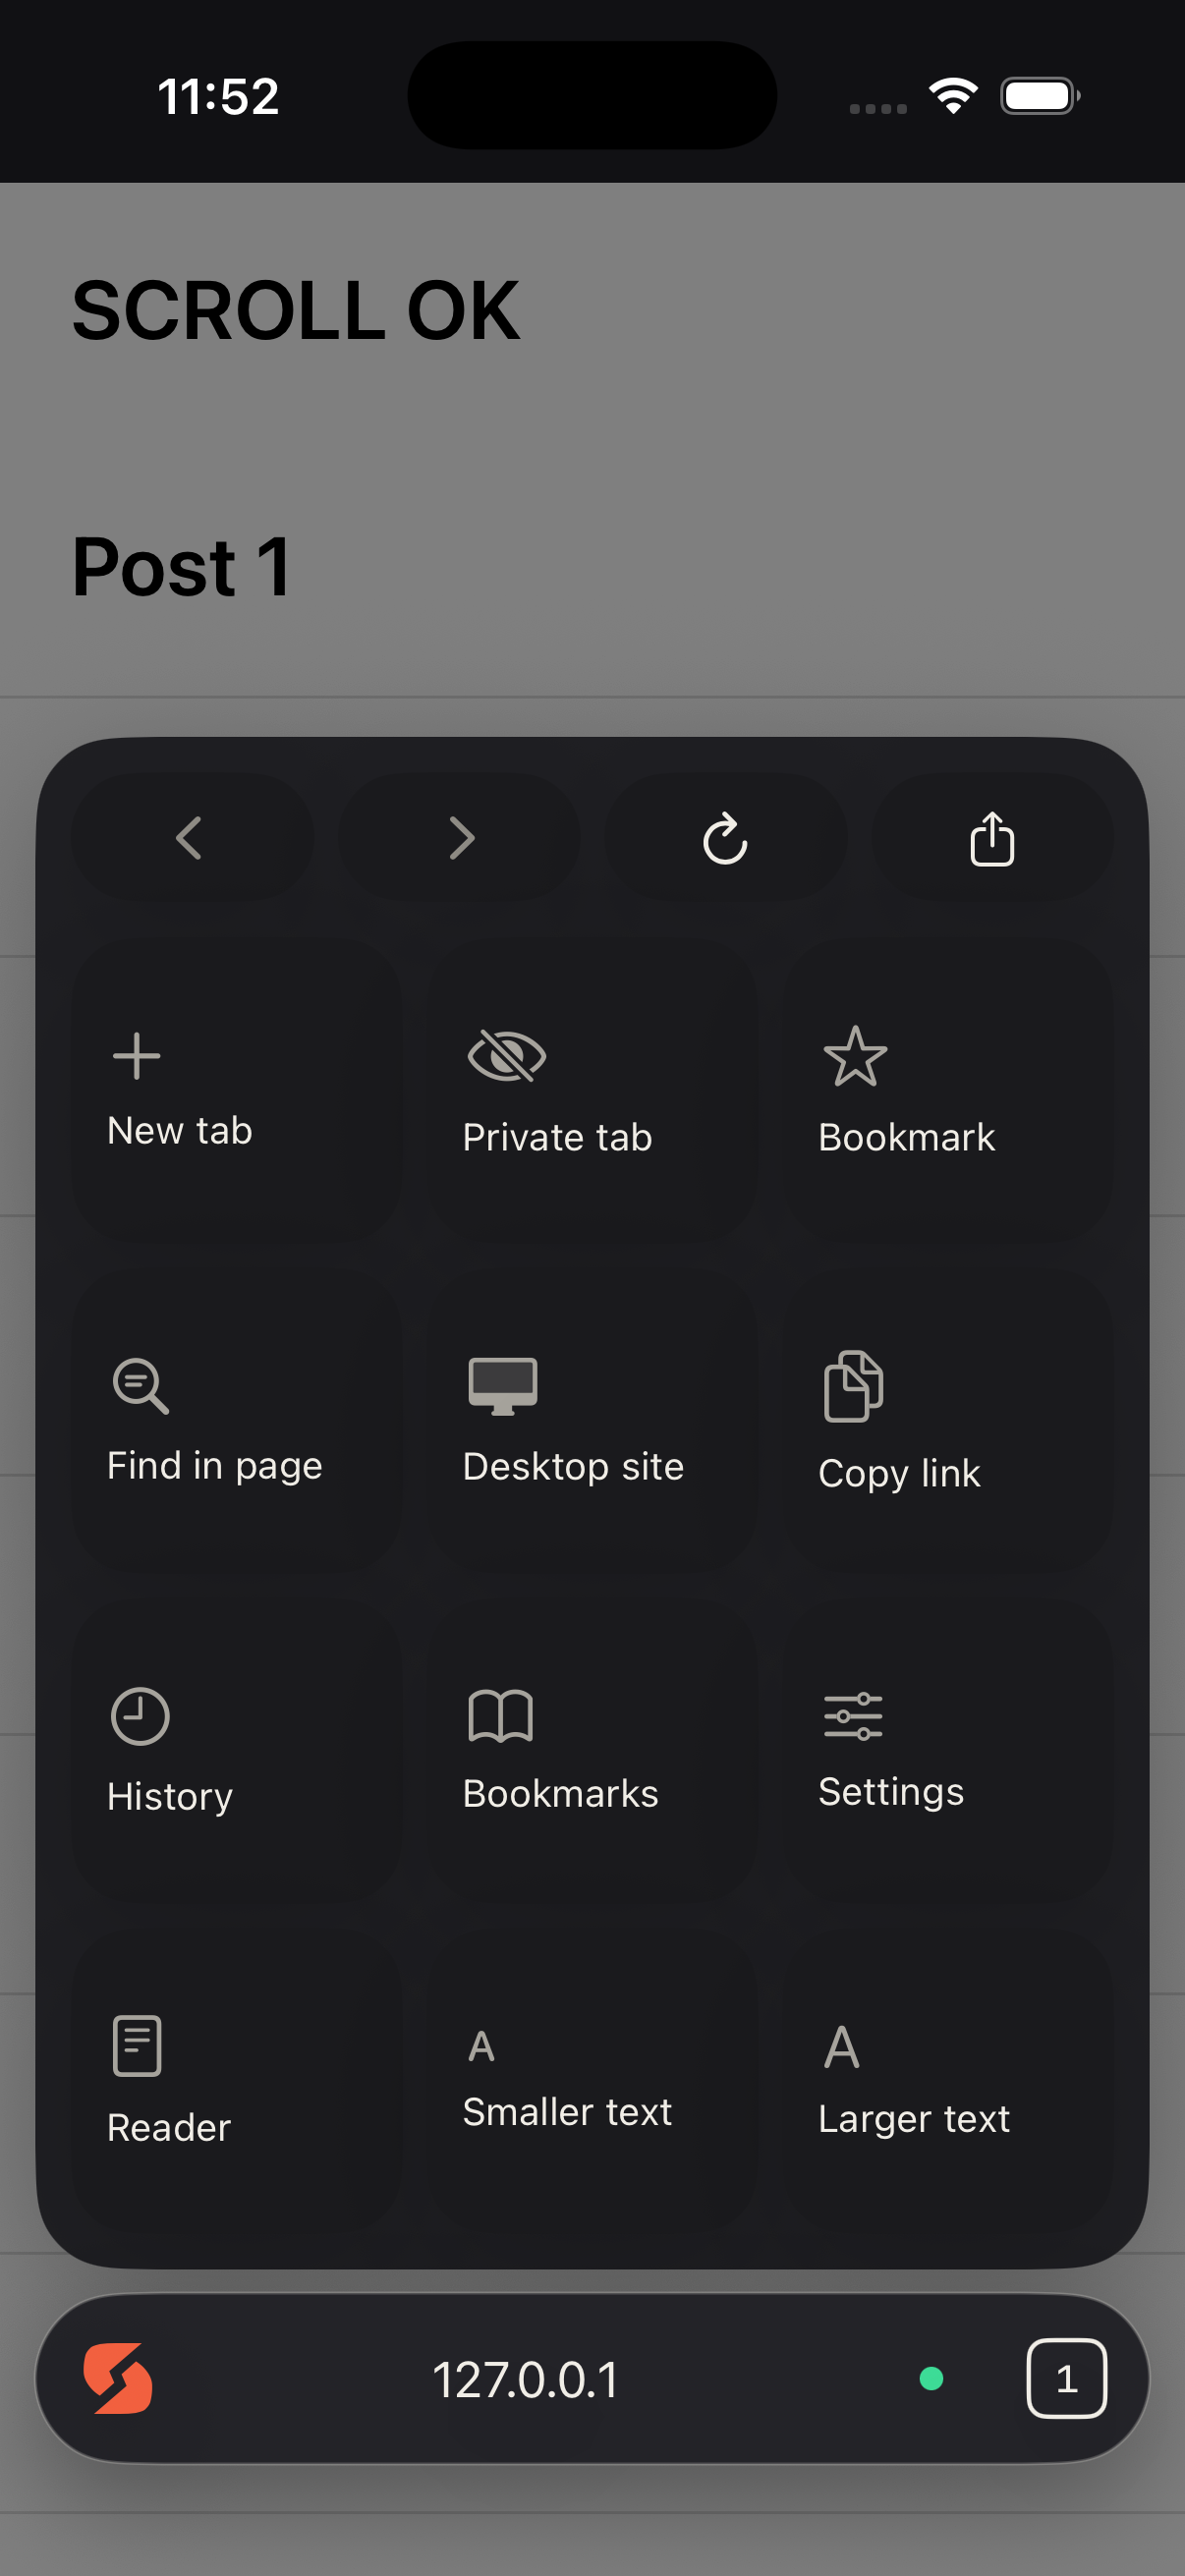 11:52
SCROLL OK
Post 1
New tab
Private tab
Bookmark
Find in page
Desktop site
Copy link
History
Bookmarks
Settings
Reader
A
Smaller text
A
Larger text
127.0.0.1
1